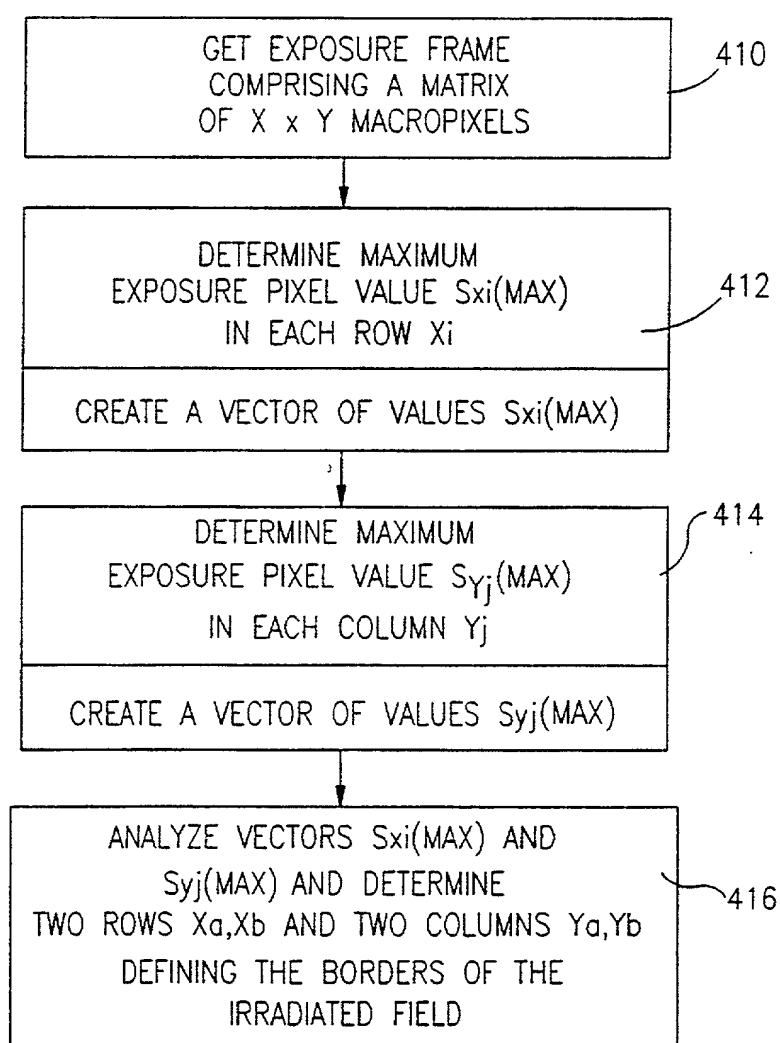 GET EXPOSURE FRAME
COMPRISING A MATRIX
OF X x Y MACROPIXELS
410
DETERMINE MAXIMUM
EXPOSURE PIXEL VALUE Sxi(MAX)
IN EACH ROW Xi
412
CREATE A VECTOR OF VALUES Sxi(MAX)
DETERMINE MAXIMUM
EXPOSURE PIXEL VALUE SYj(MAX)
IN EACH COLUMN Yj
414
CREATE A VECTOR OF VALUES Syj(MAX)
ANALYZE VECTORS Sxi(MAX) AND
Syj(MAX) AND DETERMINE
TWO ROWS Xa,Xb AND TWO COLUMNS Ya,Yb
DEFINING THE BORDERS OF THE
IRRADIATED FIELD
416